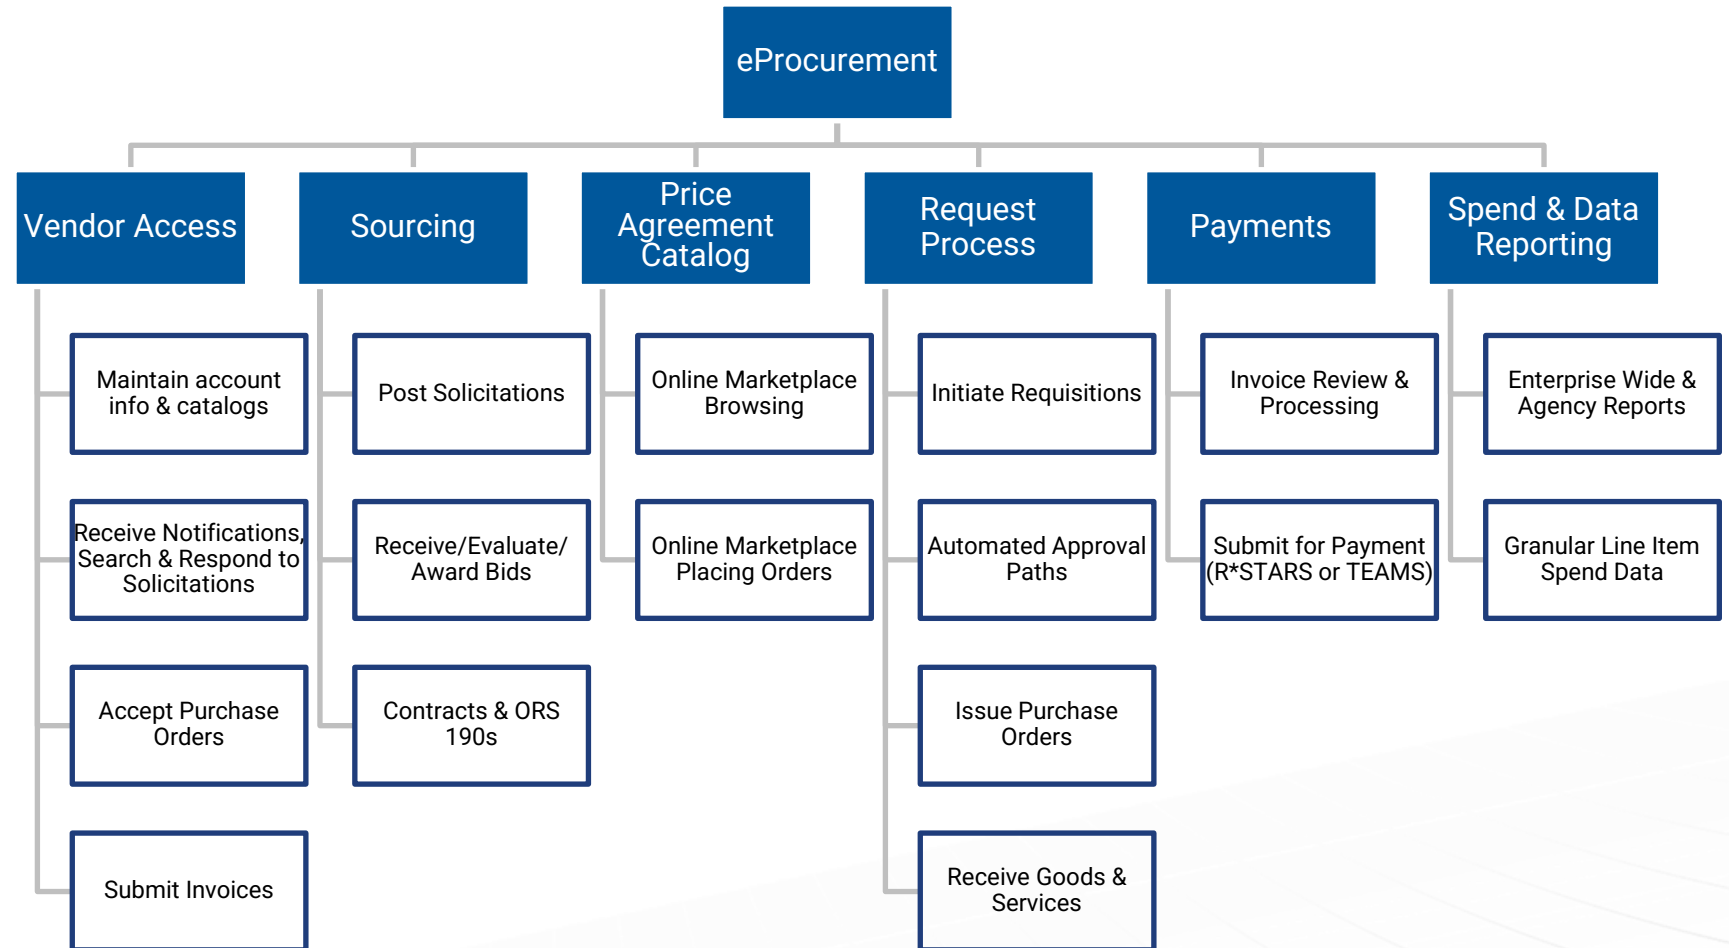 eProcurement
Vendor Access
Sourcing
Price
Agreement
Catalog
Request
Process
Payments
Spend & Data
Reporting
Maintain account
info & catalogs
Receive Notifications,
Search & Respond to
Solicitations
Accept Purchase
Orders
Submit Invoices
Post Solicitations
Receive/Evaluate/
Award Bids
Contracts & ORS
190s
Online Marketplace
Browsing
Online Marketplace
Placing Orders
Initiate Requisitions
Automated Approval
Paths
Issue Purchase
Orders
Receive Goods &
Services
Invoice Review &
Processing
Submit for Payment
(R*STARS or TEAMS)
Enterprise Wide &
Agency Reports
Granular Line Item
Spend Data